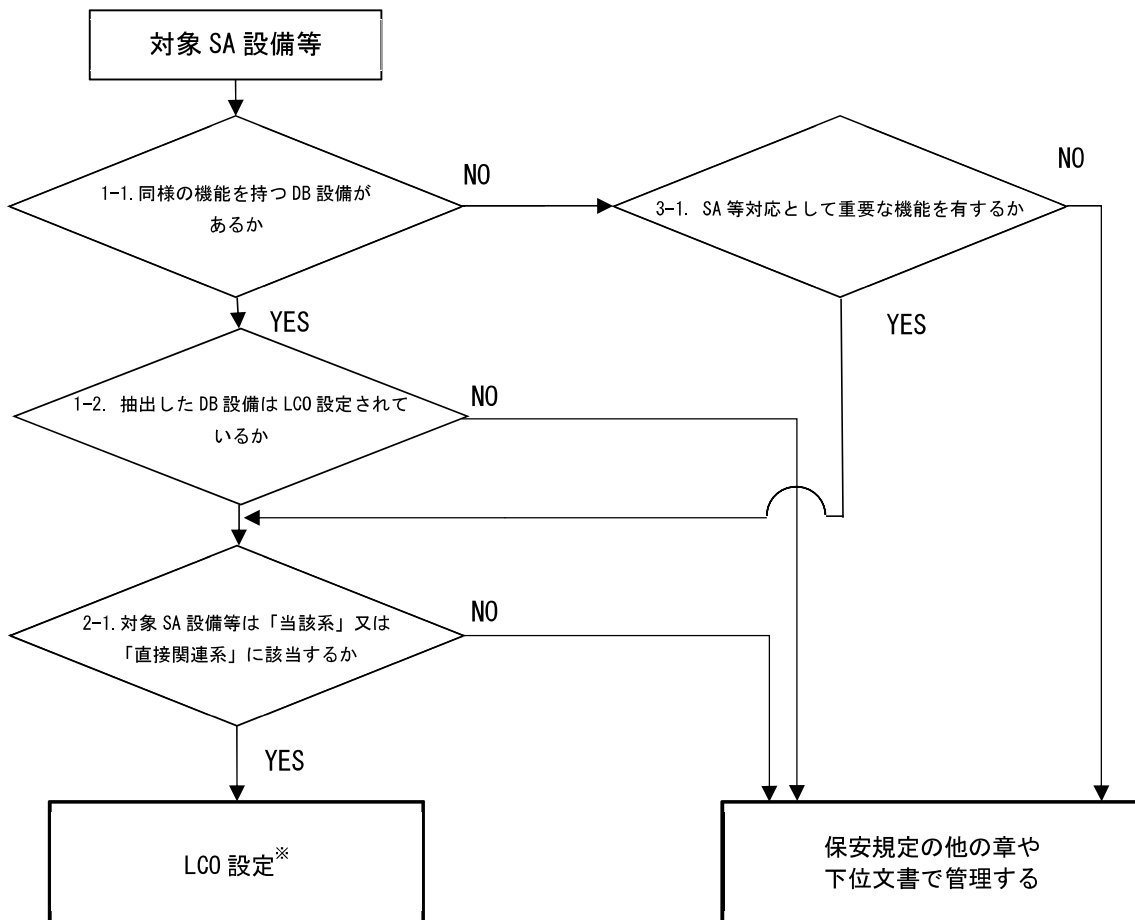 対象 SA 設備等
1-1. 同様の機能を持つ DB 設備が
あるか
NO
3-1. SA 等対応として重要な機能を有するか
NO
YES
YES
1-2. 抽出した DB 設備は LCO 設定されて
いるか
NO
2-1. 対象 SA 設備等は「当該系」又は
「直接関連系」に該当するか
NO
YES
LCO 設定※
保安規定の他の章や
下位文書で管理する